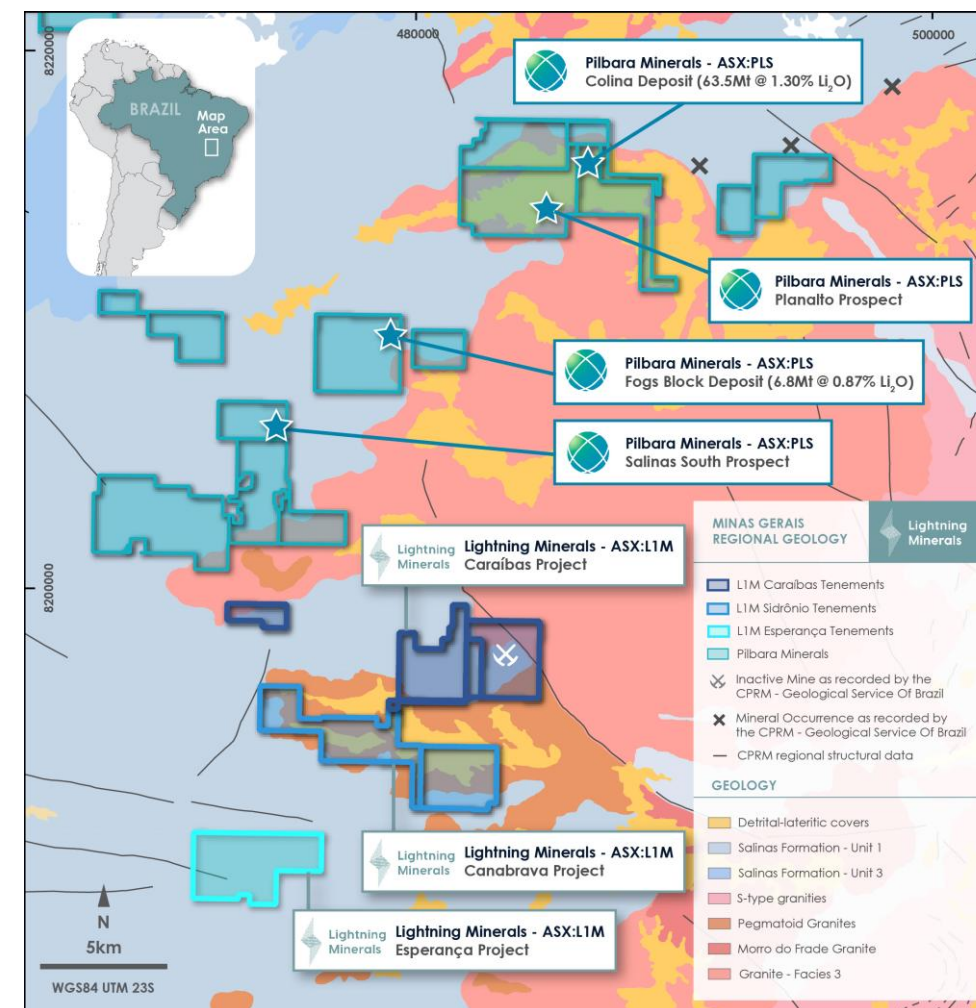 480000
500000
8220000
BRAZIL
Map
Area
Pilbara Minerals - ASX:PLS
Colina Deposit (63.5Mt @ 1.30% Li₂O)
Pilbara Minerals - ASX:PLS
Planalto Prospect
Pilbara Minerals - ASX:PLS
Fogs Block Deposit (6.8Mt @ 0.87% Li₂O)
Pilbara Minerals - ASX:PLS
Salinas South Prospect
8200000
Lightning
Minerals
Lightning Minerals - ASX:L1M
Caraíbas Project
Lightning
Minerals
Lightning Minerals - ASX:L1M
Canabrava Project
Lightning
Minerals
Lightning Minerals - ASX:L1M
Esperança Project
N
5km
WGS84 UTM 23S
MINAS GERAIS
REGIONAL GEOLOGY
Lightning
Minerals
L1M Caraíbas Tenements
L1M Sidrônio Tenements
L1M Esperança Tenements
Pilbara Minerals
Inactive Mine as recorded by the
CPRM - Geological Service Of Brazil
Mineral Occurrence as recorded by
the CPRM - Geological Service Of Brazil
CPRM regional structural data
GEOLOGY
Detrital-lateritic covers
Salinas Formation - Unit 1
Salinas Formation - Unit 3
S-type granities
Pegmatoid Granites
Morro do Frade Granite
Granite - Facies 3